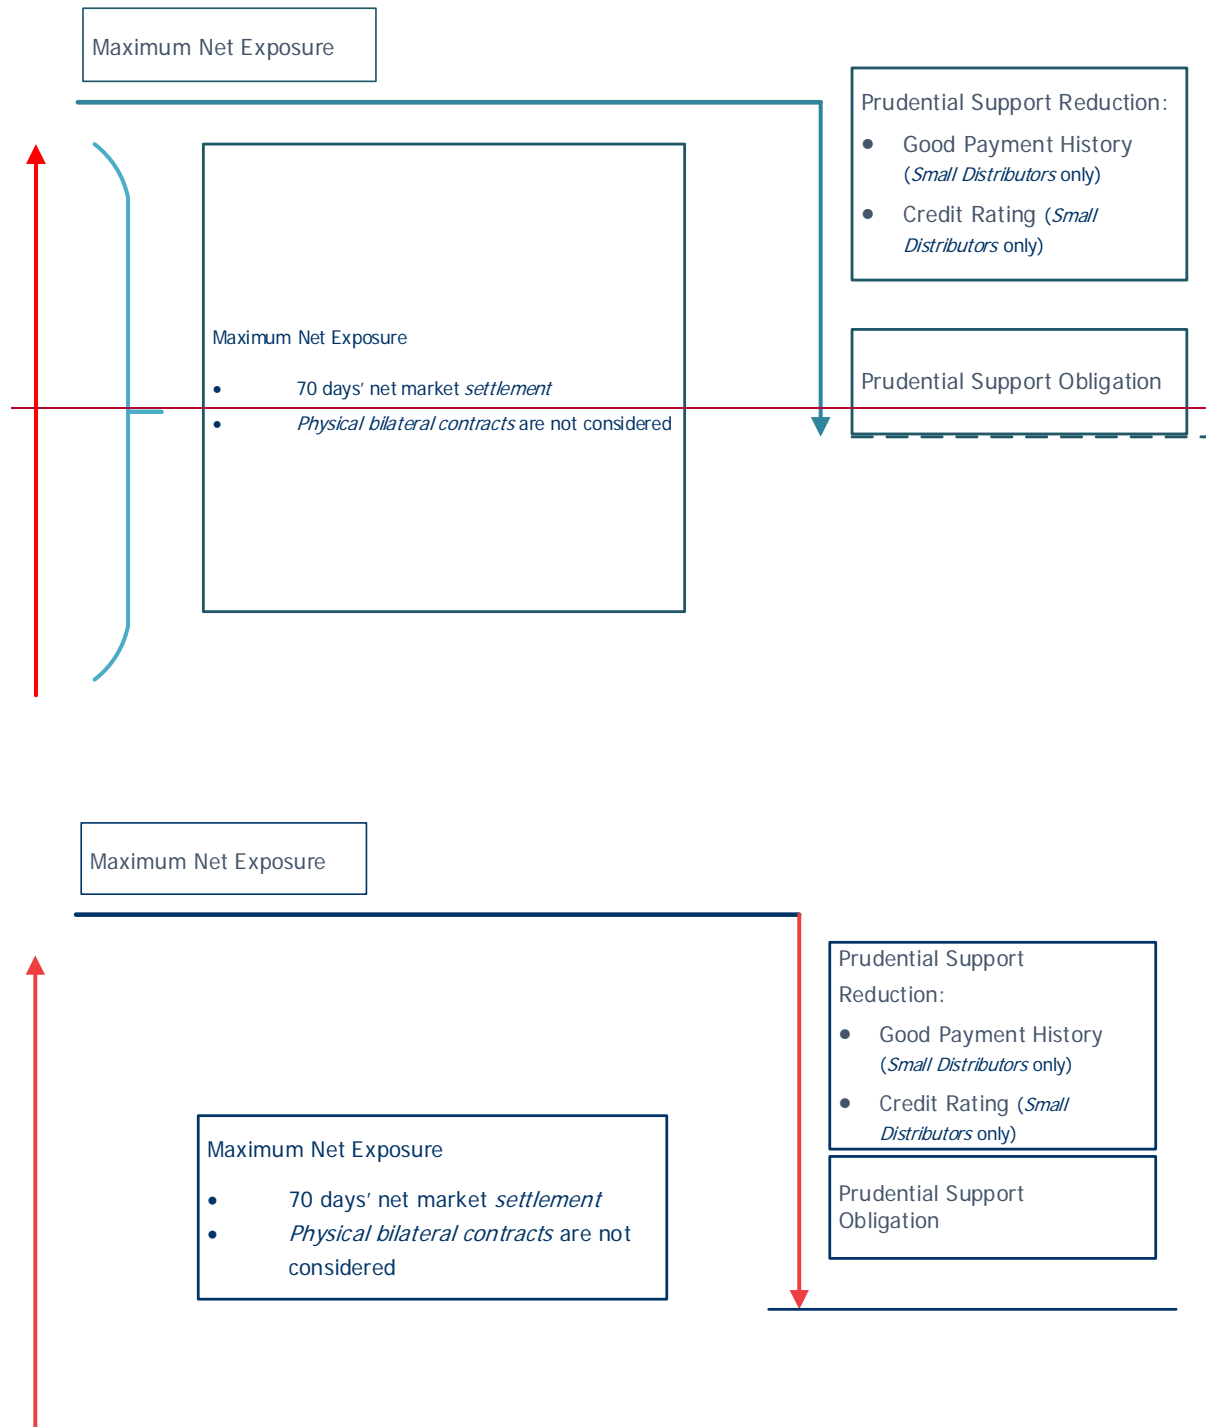 Maximum Net Exposure
Prudential Support Reduction:
• Good Payment History
(Small Distributors only)
• Credit Rating (Small
Distributors only)
Maximum Net Exposure
• 70 days’ net market settlement
• Physical bilateral contracts are not considered
Prudential Support Obligation
Maximum Net Exposure
Prudential Support
Reduction:
• Good Payment History
(Small Distributors only)
• Credit Rating (Small
Distributors only)
Maximum Net Exposure
• 70 days’ net market settlement
• Physical bilateral contracts are not
considered
Prudential Support
Obligation